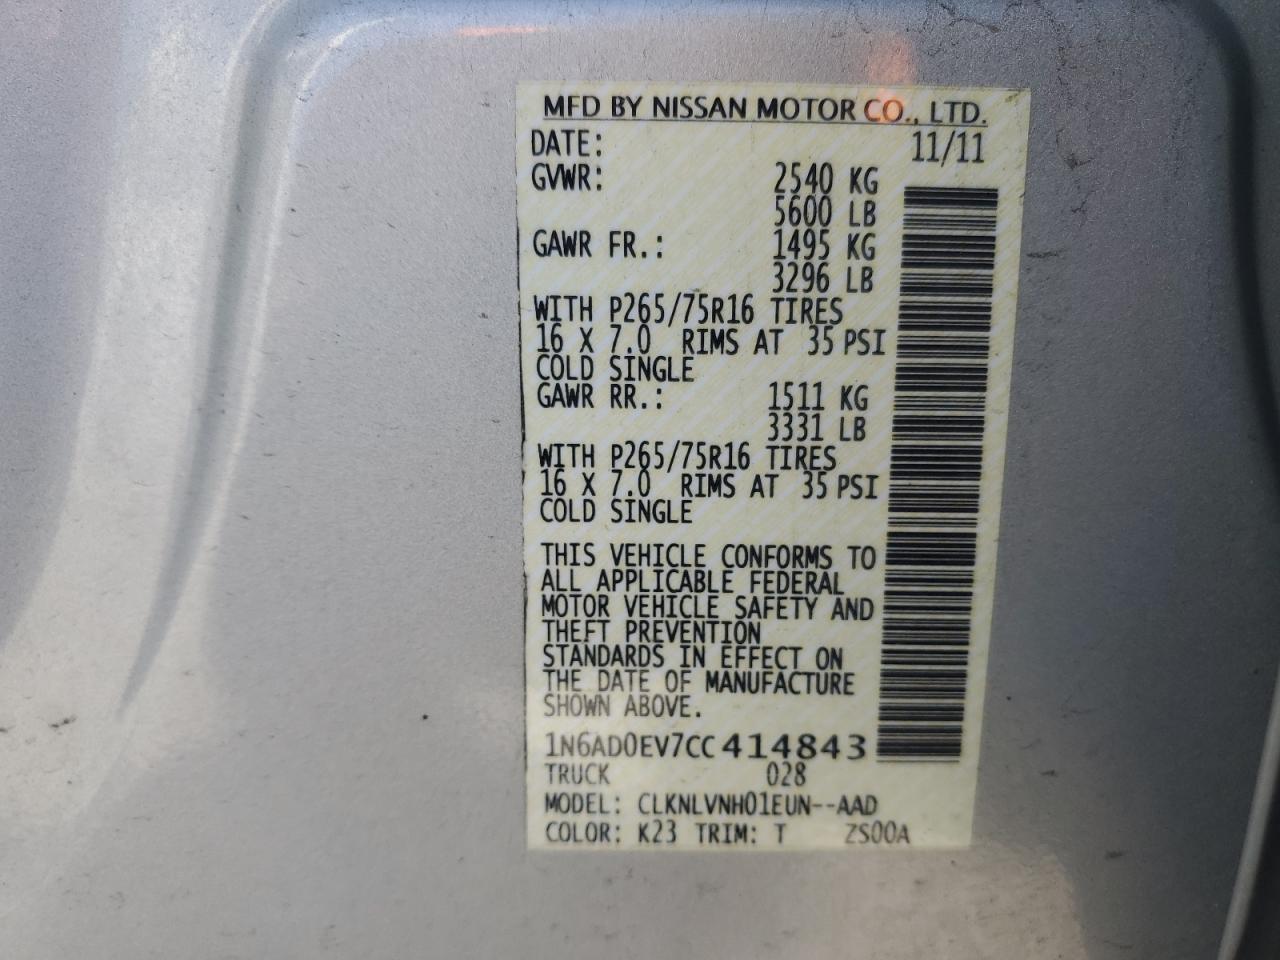 MFD BY NISSAN MOTOR CO., LTD.
DATE: 11/11
GVWR: 2540 KG
5600 LB
GAWR FR.: 1495 KG
3296 LB
WITH P265/75R16 TIRES
16 X 7.0 RIMS AT 35 PSI
COLD SINGLE
GAWR RR.: 1511 KG
3331 LB
WITH P265/75R16 TIRES
16 X 7.0 RIMS AT 35 PSI
COLD SINGLE
THIS VEHICLE CONFORMS TO
ALL APPLICABLE FEDERAL
MOTOR VEHICLE SAFETY AND
THEFT PREVENTION
STANDARDS IN EFFECT ON
THE DATE OF MANUFACTURE
SHOWN ABOVE.
1N6AD0EV7CC414843
TRUCK 028
MODEL: CLKNLVNH01EUN--AAD
COLOR: K23 TRIM: T ZS00A